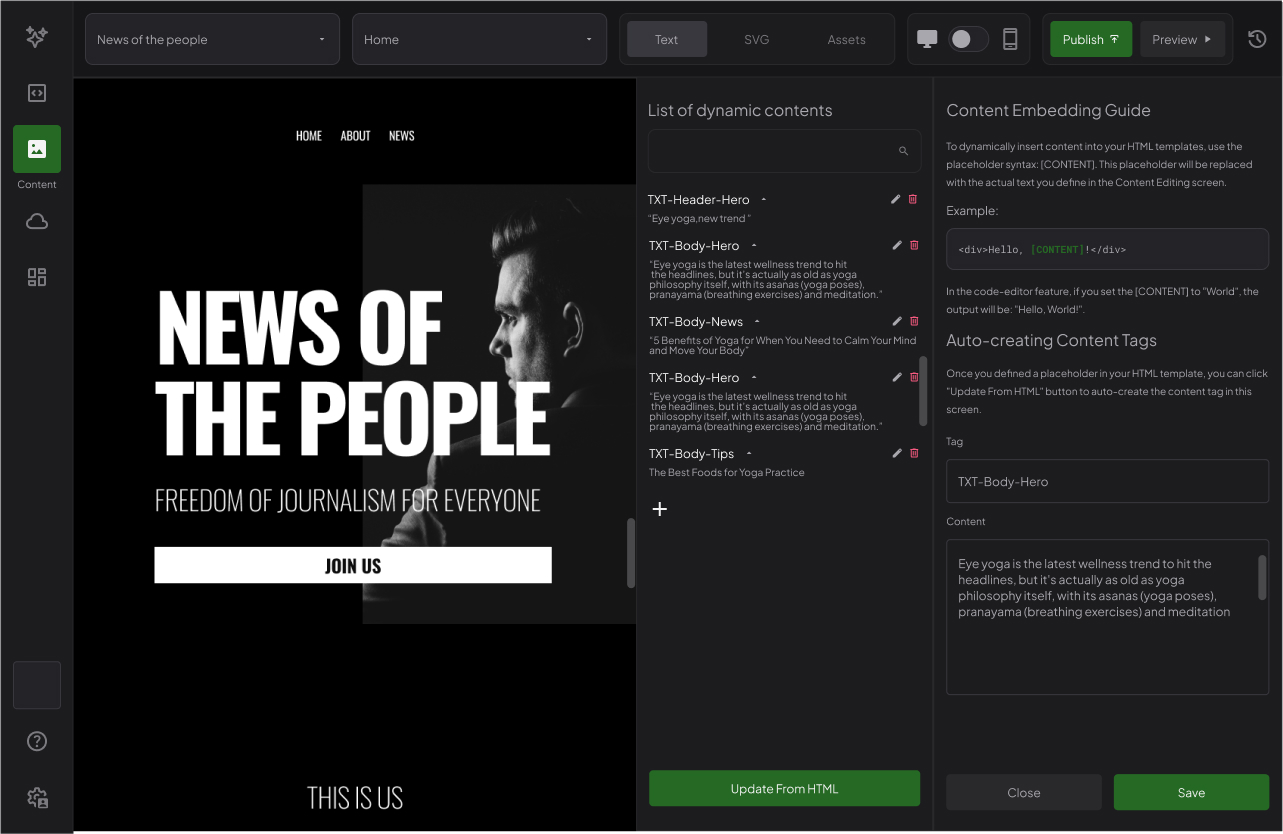 News of the people
Home
Text
SVG
Assets
Publish
Preview
Content
HOME
ABOUT
NEWS
NEWS OF
THE PEOPLE
FREEDOM OF JOURNALISM FOR EVERYONE
JOIN US
THIS IS US
List of dynamic contents
TXT-Header-Hero
“Eye yoga,new trend ”
TXT-Body-Hero
“Eye yoga is the latest wellness trend to hit
the headlines, but it’s actually as old as yoga
philosophy itself, with its asanas (yoga poses),
pranayama (breathing exercises) and meditation.”
TXT-Body-News
“5 Benefits of Yoga for When You Need to Calm Your Mind
and Move Your Body”
TXT-Body-Hero
“Eye yoga is the latest wellness trend to hit
the headlines, but it’s actually as old as yoga
philosophy itself, with its asanas (yoga poses),
pranayama (breathing exercises) and meditation.”
TXT-Body-Tips
The Best Foods for Yoga Practice
Update From HTML
Content Embedding Guide
To dynamically insert content into your HTML templates, use the
placeholder syntax: [CONTENT]. This placeholder will be replaced
with the actual text you define in the Content Editing screen.
Example:
<div>Hello, [CONTENT]!</div>
In the code-editor feature, if you set the [CONTENT] to "World", the
output will be: "Hello, World!".
Auto-creating Content Tags
Once you defined a placeholder in your HTML template, you can click
"Update From HTML" button to auto-create the content tag in this
screen.
Tag
TXT-Body-Hero
Content
Eye yoga is the latest wellness trend to hit the
headlines, but it’s actually as old as yoga
philosophy itself, with its asanas (yoga poses),
pranayama (breathing exercises) and meditation
Close
Save